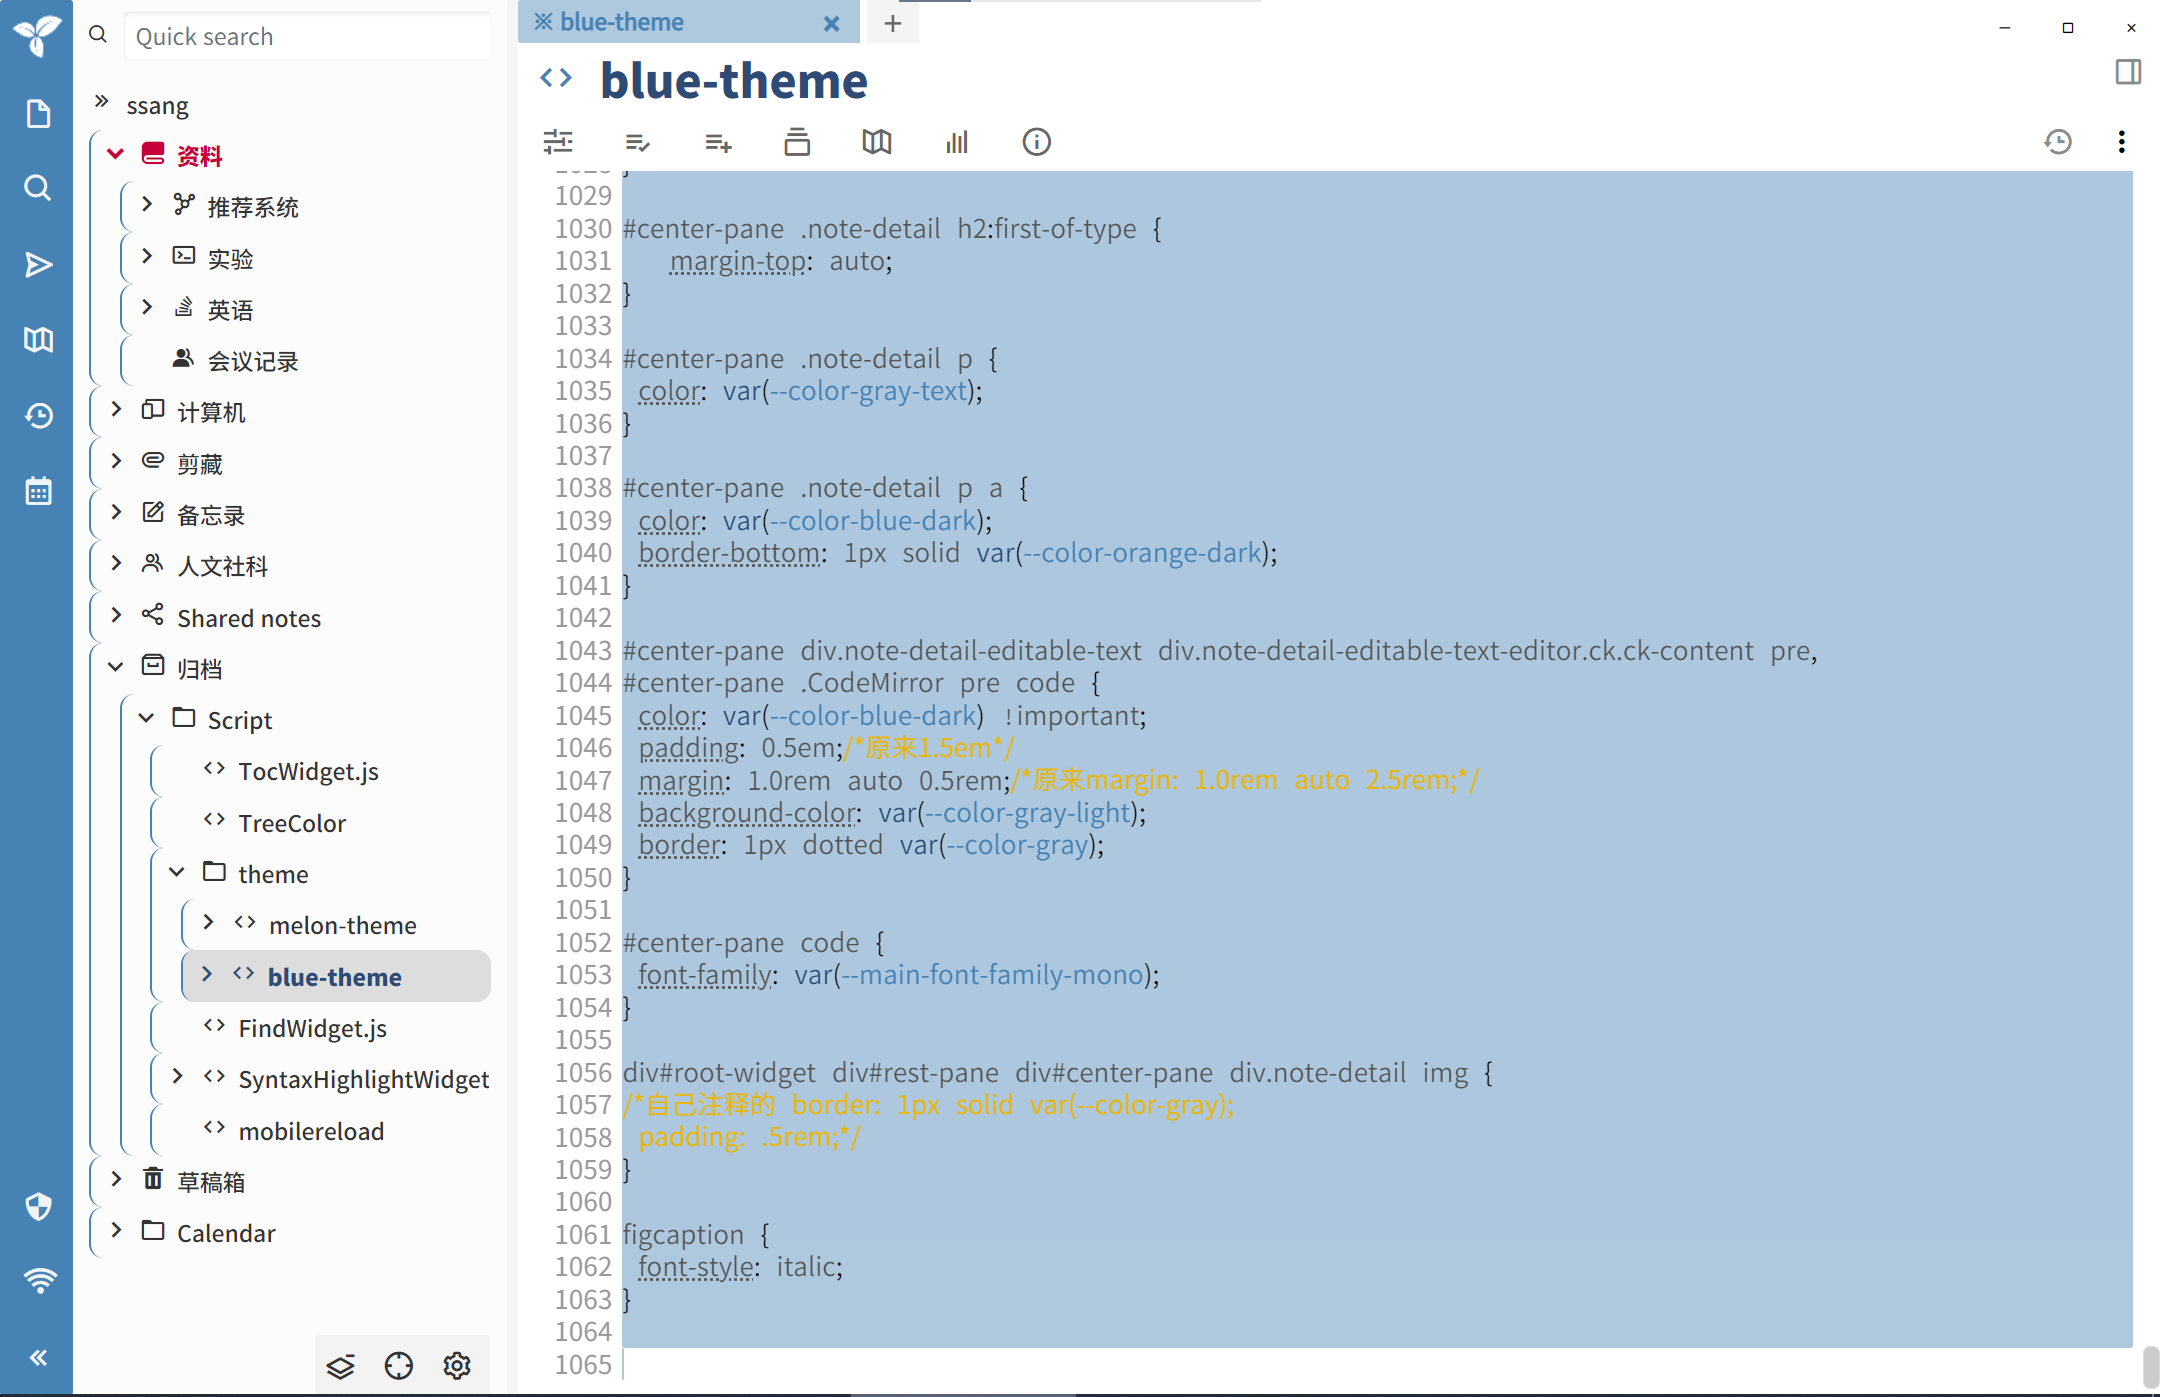 Quick search
ssang
资料
推荐系统
实验
英语
会议记录
计算机
剪藏
备忘录
人文社科
Shared notes
归档
Script
TocWidget.js
TreeColor
theme
melon-theme
blue-theme
FindWidget.js
SyntaxHighlightWidget
mobilereload
草稿箱
Calendar
※ blue-theme
blue-theme
1029
1030 #center-pane .note-detail h2:first-of-type {
1031 margin-top: auto;
1032 }
1033
1034 #center-pane .note-detail p {
1035 color: var(--color-gray-text);
1036 }
1037
1038 #center-pane .note-detail p a {
1039 color: var(--color-blue-dark);
1040 border-bottom: 1px solid var(--color-orange-dark);
1041 }
1042
1043 #center-pane div.note-detail-editable-text div.note-detail-editable-text-editor.ck.ck-content pre,
1044 #center-pane .CodeMirror pre code {
1045 color: var(--color-blue-dark) !important;
1046 padding: 0.5em;/*原来1.5em*/
1047 margin: 1.0rem auto 0.5rem;/*原来margin: 1.0rem auto 2.5rem;*/
1048 background-color: var(--color-gray-light);
1049 border: 1px dotted var(--color-gray);
1050 }
1051
1052 #center-pane code {
1053 font-family: var(--main-font-family-mono);
1054 }
1055
1056 div#root-widget div#rest-pane div#center-pane div.note-detail img {
1057 /*自己注释的 border: 1px solid var(--color-gray);
1058 padding: .5rem;*/
1059 }
1060
1061 figcaption {
1062 font-style: italic;
1063 }
1064
1065